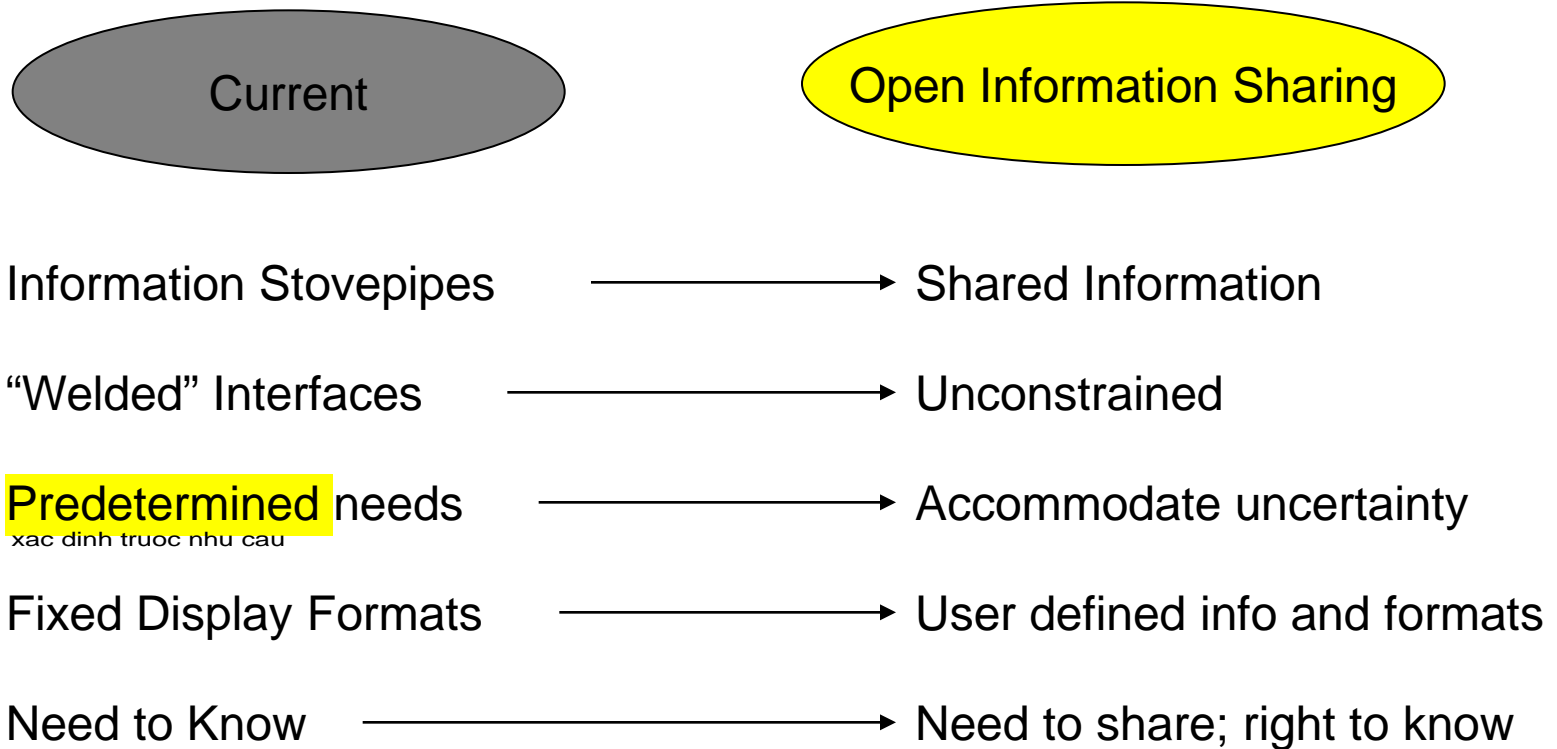 Current
Open Information Sharing
Information Stovepipes
Shared Information
“Welded” Interfaces
Unconstrained
Predetermined needs
xac dinh truoc nhu cau
Accommodate uncertainty
Fixed Display Formats
User defined info and formats
Need to Know
Need to share; right to know